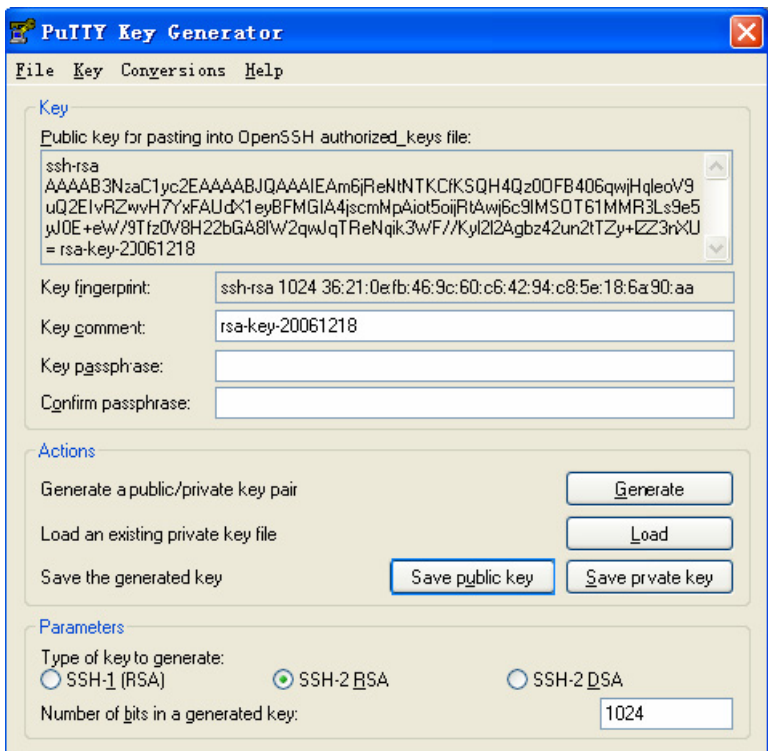 PuTTY Key Generator
File Key Conversions Help
Key
Public key for pasting into OpenSSH authorized_keys file:
ssh-rsa
AAAAB3NzaC1yc2EAAAABJQAAAIEAm6jReNtNTKCfKSQH4Qz0OFB406qwjHqleoV9
uQ2EIvRZwvH7YxFAUdX1eyBFMGIA4jscmMpAiot5oijRtAwj6c9IMSOT61MMR3Ls9e5
yJ0E+eW/9Tfz0V8H22bGA8IW2qwJqTReNqik3WF//Kyl2I2Agbz42un2tTZy+IZZ3nXU
= rsa-key-20061218
Key fingerprint: ssh-rsa 1024 36:21:0e:fb:46:9c:60:c6:42:94:c8:5e:18:6a:90:aa
Key comment: rsa-key-20061218
Key passphrase:
Confirm passphrase:
Actions
Generate a public/private key pair Generate
Load an existing private key file Load
Save the generated key Save public key Save private key
Parameters
Type of key to generate:
SSH-1 (RSA) SSH-2 RSA SSH-2 DSA
Number of bits in a generated key: 1024